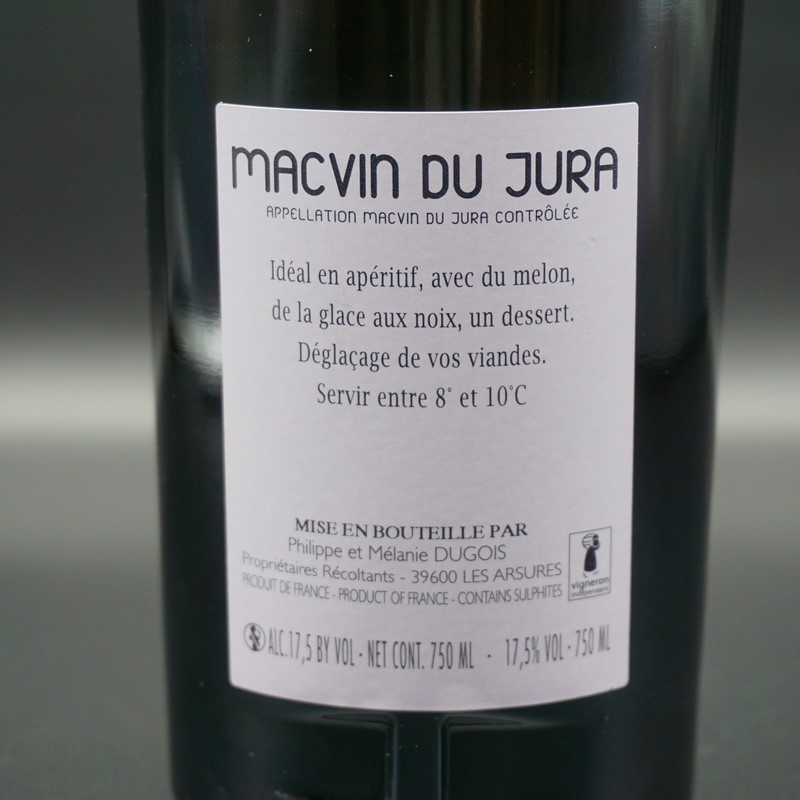 MACVIN DU JURA
APPELLATION MACVIN DU JURA CONTRÔLÉE
Idéal en apéritif, avec du melon,
de la glace aux noix, un dessert.
Déglaçage de vos viandes.
Servir entre 8° et 10°C
MISE EN BOUTEILLE PAR
Philippe et Mélanie DUGOIS
Propriétaires Récoltants - 39600 LES ARSURES
PRODUIT DE FRANCE - PRODUCT OF FRANCE - CONTAINS SULPHITES
vigneron
indépendant
ALC.17,5 BY VOL - NET CONT. 750 ML - 17,5% VOL - 750 ML